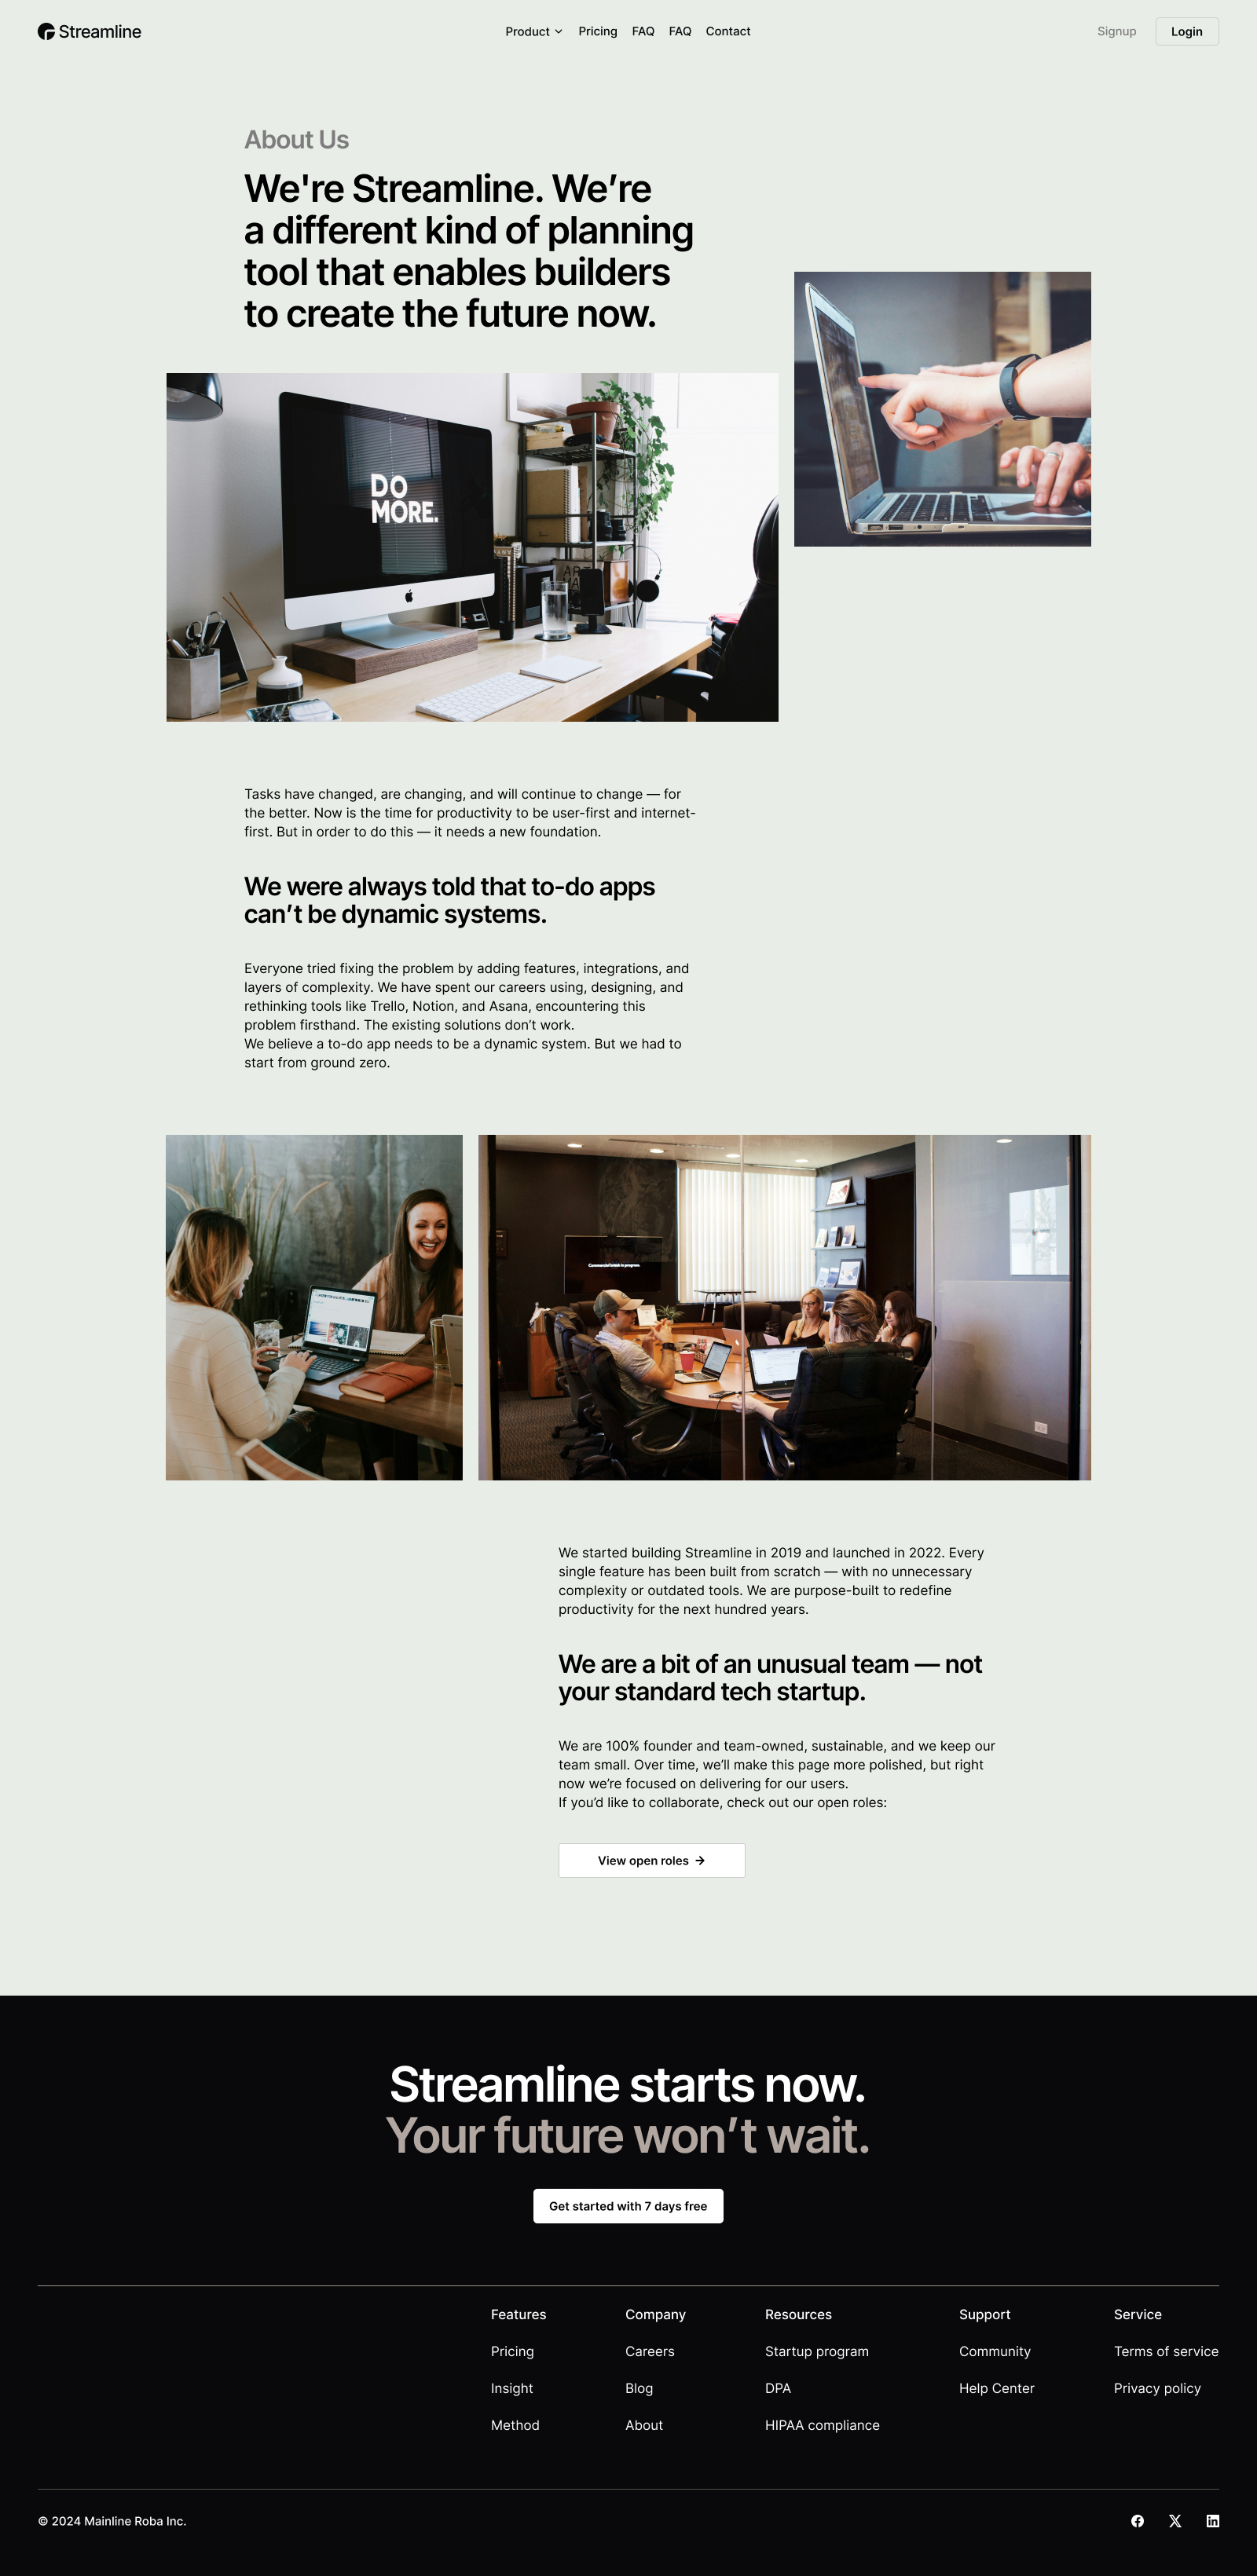 Streamline
Product Pricing FAQ FAQ Contact
Signup Login
About Us
We're Streamline. We’re
a different kind of planning
tool that enables builders
to create the future now.
DO
MORE.
Tasks have changed, are changing, and will continue to change — for
the better. Now is the time for productivity to be user-first and internet-
first. But in order to do this — it needs a new foundation.
We were always told that to-do apps
can’t be dynamic systems.
Everyone tried fixing the problem by adding features, integrations, and
layers of complexity. We have spent our careers using, designing, and
rethinking tools like Trello, Notion, and Asana, encountering this
problem firsthand. The existing solutions don’t work.
We believe a to-do app needs to be a dynamic system. But we had to
start from ground zero.
Commercial break in progress.
We started building Streamline in 2019 and launched in 2022. Every
single feature has been built from scratch — with no unnecessary
complexity or outdated tools. We are purpose-built to redefine
productivity for the next hundred years.
We are a bit of an unusual team — not
your standard tech startup.
We are 100% founder and team-owned, sustainable, and we keep our
team small. Over time, we’ll make this page more polished, but right
now we’re focused on delivering for our users.
If you’d like to collaborate, check out our open roles:
View open roles →
Streamline starts now.
Your future won’t wait.
Get started with 7 days free
Features Company Resources Support Service
Pricing Careers Startup program Community Terms of service
Insight Blog DPA Help Center Privacy policy
Method About HIPAA compliance
© 2024 Mainline Roba Inc.